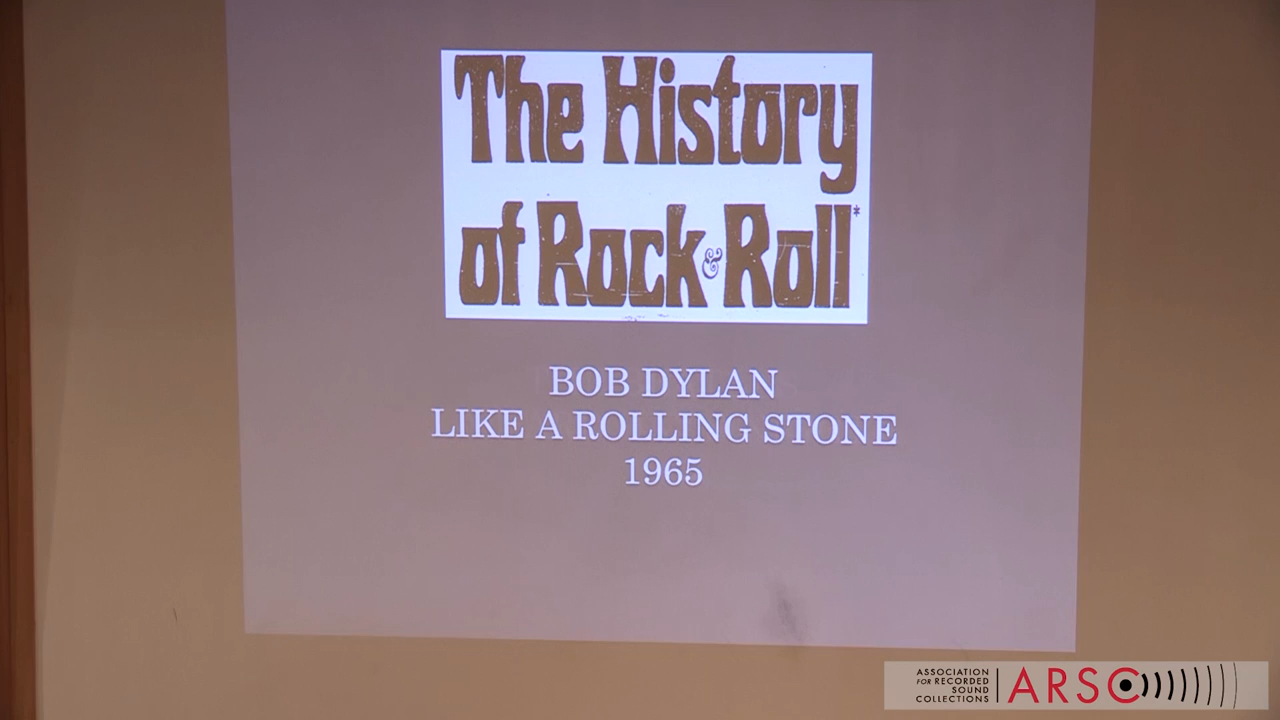 The History
of Rock & Roll*
BOB DYLAN
LIKE A ROLLING STONE
1965
ASSOCIATION
FOR RECORDED
SOUND
COLLECTIONS
ARSC